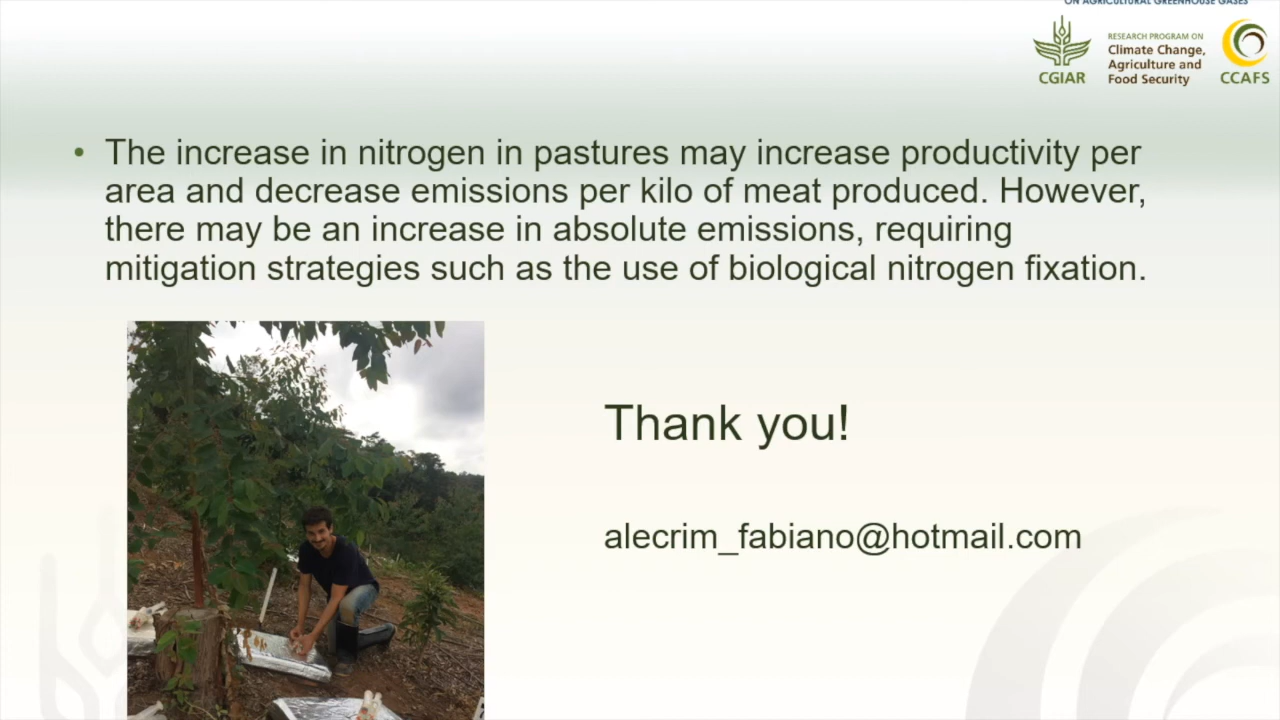 ON AGRICULTURAL GREENHOUSE GASES
CGIAR
RESEARCH PROGRAM ON
Climate Change,
Agriculture and
Food Security
CCAFS
• The increase in nitrogen in pastures may increase productivity per
area and decrease emissions per kilo of meat produced. However,
there may be an increase in absolute emissions, requiring
mitigation strategies such as the use of biological nitrogen fixation.
Thank you!
alecrim_fabiano@hotmail.com